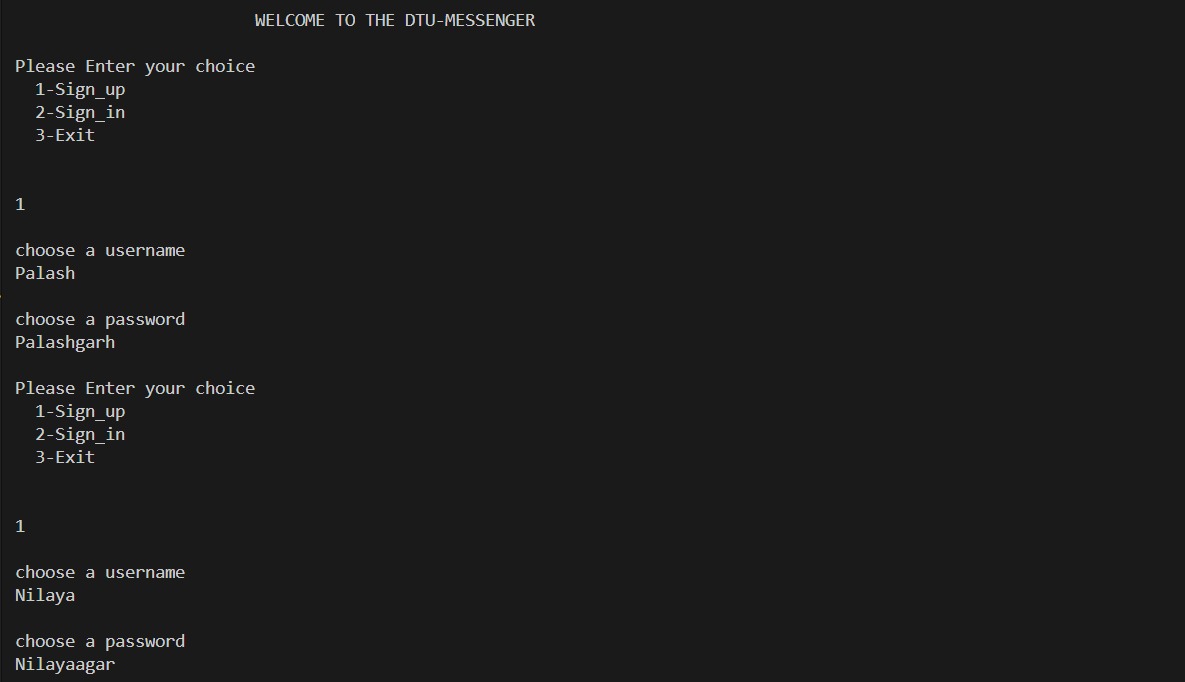 WELCOME TO THE DTU-MESSENGER
Please Enter your choice
1-Sign_up
2-Sign_in
3-Exit
1
choose a username
Palash
choose a password
Palashgarh
Please Enter your choice
1-Sign_up
2-Sign_in
3-Exit
1
choose a username
Nilaya
choose a password
Nilayaagar